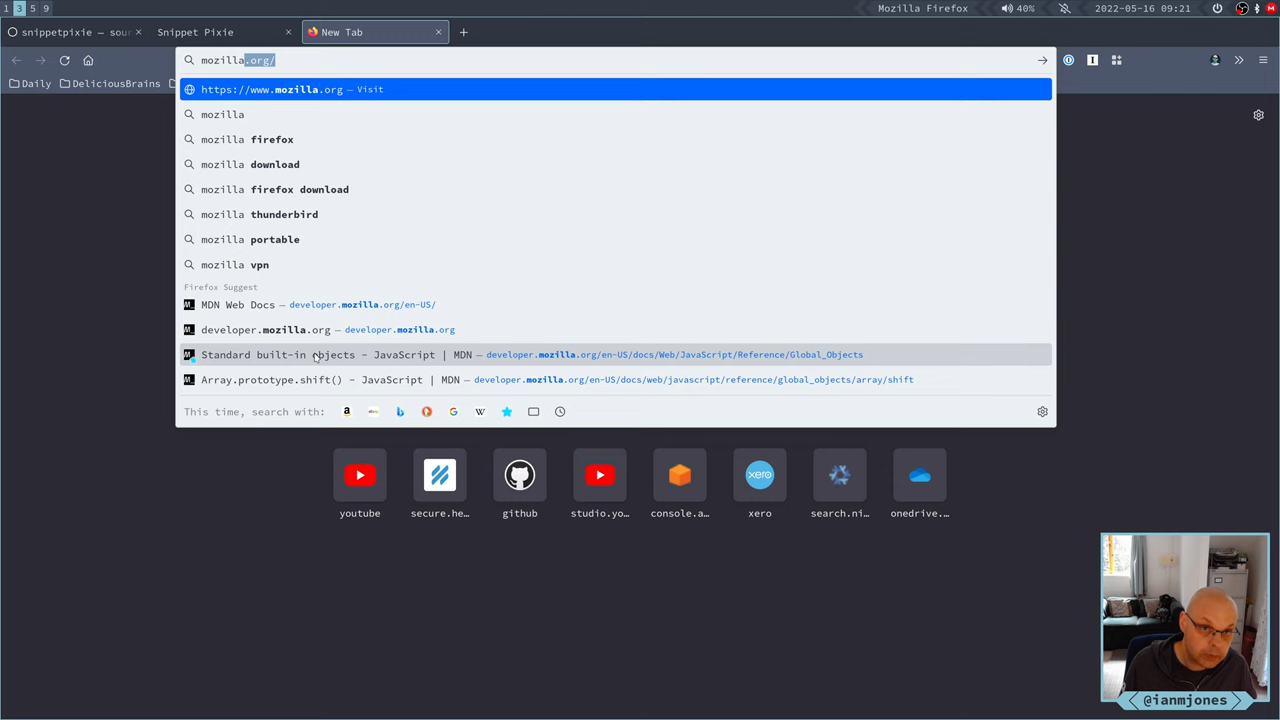 1 3 5 9
Mozilla Firefox
40%
2022-05-16 09:21
snippetpixie — sour
Snippet Pixie
New Tab
mozilla.org/
Daily
DeliciousBrains
https://www.mozilla.org — Visit
mozilla
mozilla firefox
mozilla download
mozilla firefox download
mozilla thunderbird
mozilla portable
mozilla vpn
Firefox Suggest
MDN Web Docs — developer.mozilla.org/en-US/
developer.mozilla.org — developer.mozilla.org
Standard built-in objects - JavaScript | MDN — developer.mozilla.org/en-US/docs/Web/JavaScript/Reference/Global_Objects
Array.prototype.shift() - JavaScript | MDN — developer.mozilla.org/en-US/docs/web/javascript/reference/global_objects/array/shift
This time, search with:
xero
youtube
secure.he…
github
studio.yo…
console.a…
xero
search.ni…
onedrive.…
@ianmjones